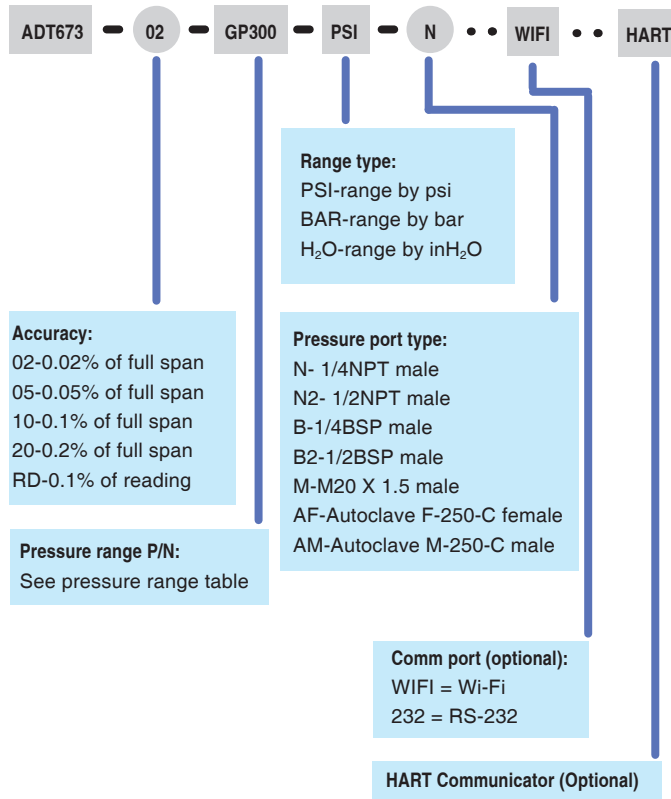 ADT673 – 02 – GP300 – PSI – N • • WIFI • • HART
Range type:
PSI-range by psi
BAR-range by bar
H₂O-range by inH₂O
Accuracy:
02-0.02% of full span
05-0.05% of full span
10-0.1% of full span
20-0.2% of full span
RD-0.1% of reading
Pressure port type:
N- 1/4NPT male
N2- 1/2NPT male
B-1/4BSP male
B2-1/2BSP male
M-M20 X 1.5 male
AF-Autoclave F-250-C female
AM-Autoclave M-250-C male
Pressure range P/N:
See pressure range table
Comm port (optional):
WIFI = Wi-Fi
232 = RS-232
HART Communicator (Optional)